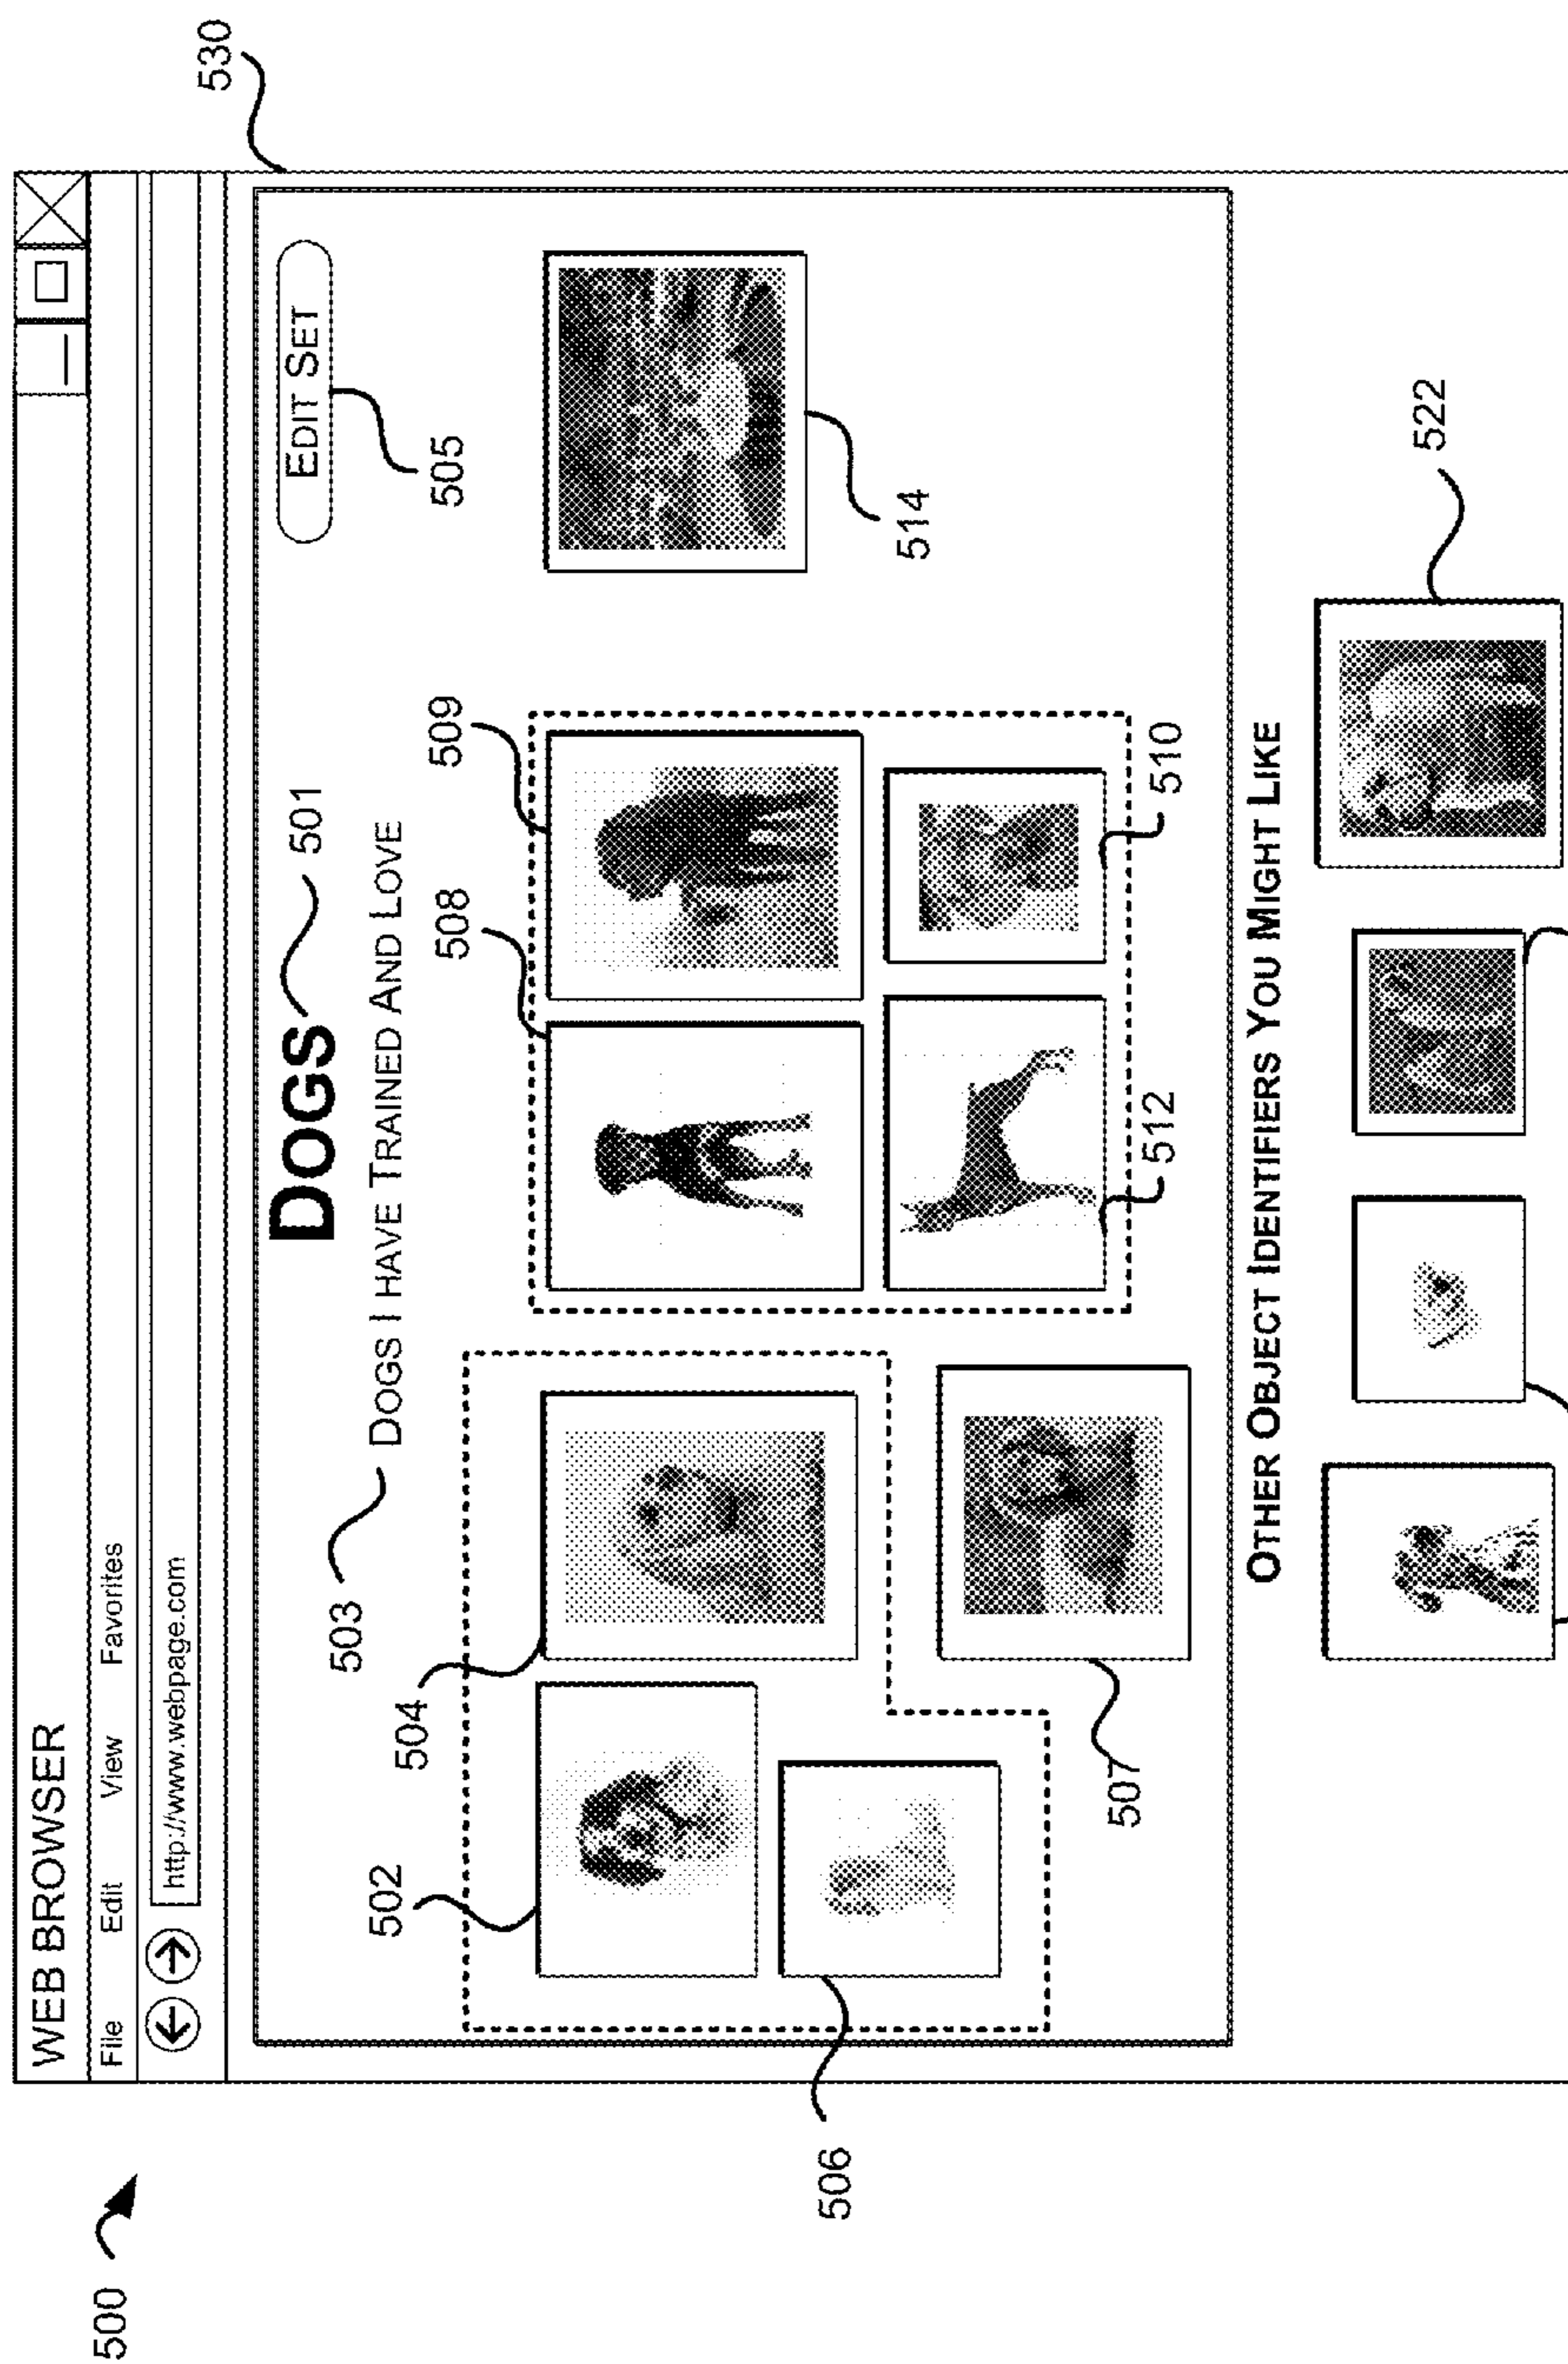 500
WEB BROWSER
File Edit View Favorites
http://www.webpage.com
530
DOGS
501
EDIT SET
505
503
DOGS I HAVE TRAINED AND LOVE
502
504
508
509
506
507
512
510
514
OTHER OBJECT IDENTIFIERS YOU MIGHT LIKE
522